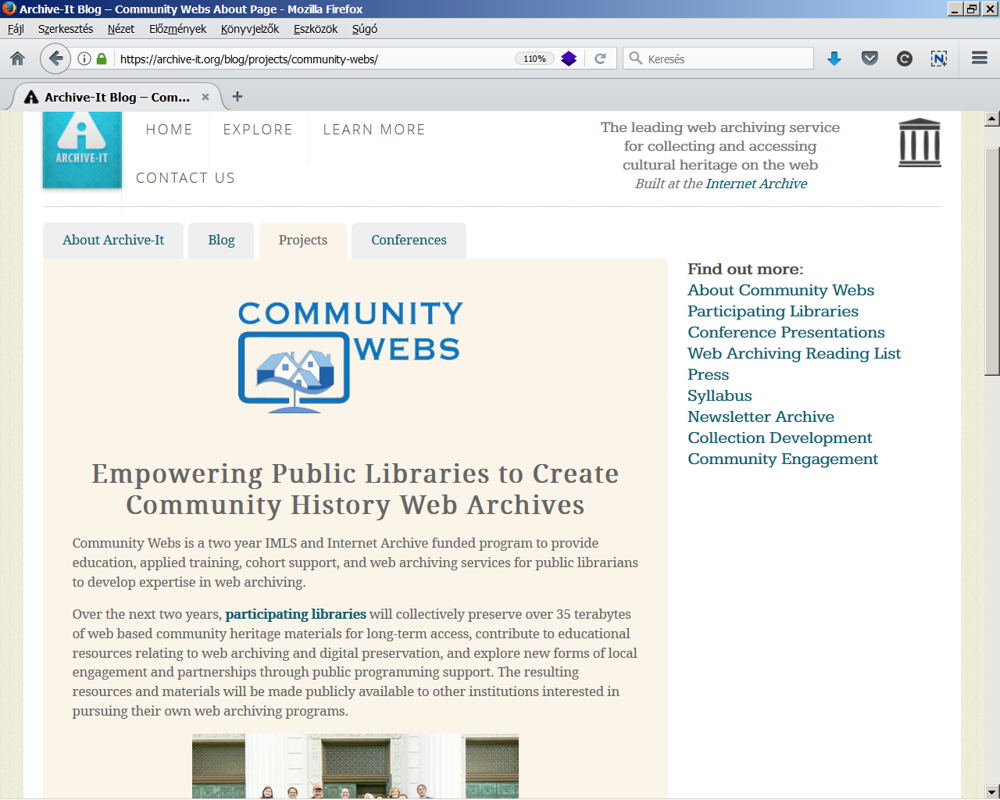 Archive-It Blog – Community Webs About Page - Mozilla Firefox
Fájl Szerkesztés Nézet Előzmények Könyvjelzők Eszközök Súgó
https://archive-it.org/blog/projects/community-webs/ 110% Keresés
Archive-It Blog – Com...
ARCHIVE-IT
HOME EXPLORE LEARN MORE
CONTACT US
The leading web archiving service
for collecting and accessing
cultural heritage on the web
Built at the Internet Archive
About Archive-It Blog Projects Conferences
COMMUNITY
WEBS
Empowering Public Libraries to Create
Community History Web Archives
Community Webs is a two year IMLS and Internet Archive funded program to provide
education, applied training, cohort support, and web archiving services for public librarians
to develop expertise in web archiving.
Over the next two years, participating libraries will collectively preserve over 35 terabytes
of web based community heritage materials for long-term access, contribute to educational
resources relating to web archiving and digital preservation, and explore new forms of local
engagement and partnerships through public programming support. The resulting
resources and materials will be made publicly available to other institutions interested in
pursuing their own web archiving programs.
Find out more:
About Community Webs
Participating Libraries
Conference Presentations
Web Archiving Reading List
Press
Syllabus
Newsletter Archive
Collection Development
Community Engagement